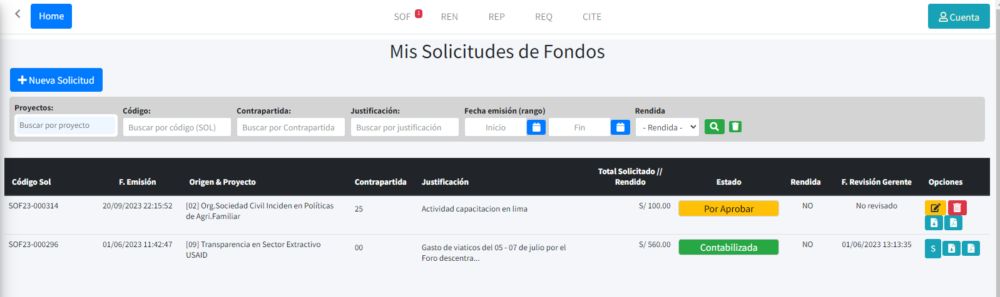 Home
SOF 1 REN REP REQ CITE
Cuenta
Mis Solicitudes de Fondos
Nueva Solicitud
Proyectos: Código: Contrapartida: Justificación: Fecha emisión (rango) Rendida
Buscar por proyecto Buscar por código (SOL) Buscar por Contrapartida Buscar por justificación Inicio Fin - Rendida -
Código Sol F. Emisión Origen & Proyecto Contrapartida Justificación Total Solicitado // Estado Rendida F. Revisión Gerente Opciones
Rendido
SOF23-000314 20/09/2023 22:15:52 [02] Org.Sociedad Civil Inciden en Políticas 25 Actividad capacitacion en lima S/ 100.00 Por Aprobar NO No revisado
de Agri.Familiar
SOF23-000296 01/06/2023 11:42:47 [09] Transparencia en Sector Extractivo 00 Gasto de viaticos del 05 - 07 de julio por el S/ 560.00 Contabilizada NO 01/06/2023 13:13:35 S
USAID Foro descentra...